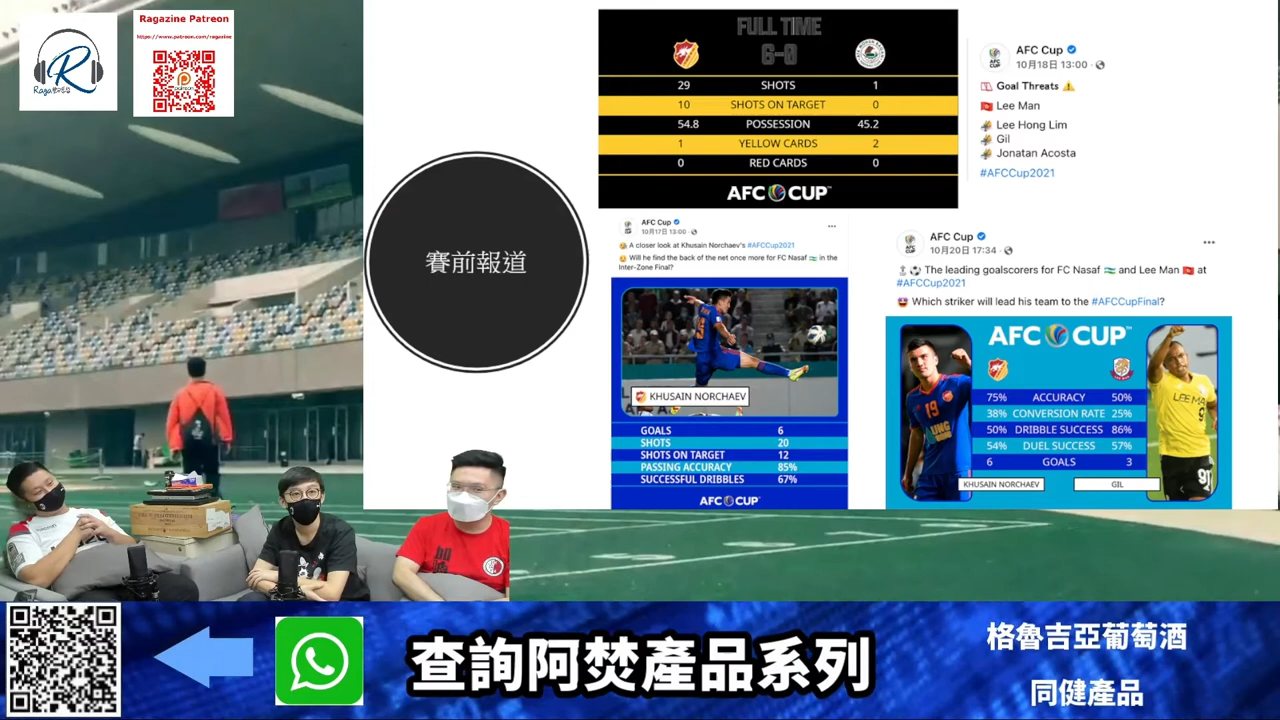 Ragazine Patreon
https://www.patreon.com/ragazine
R
FULL TIME
6-0
29 SHOTS 1
10 SHOTS ON TARGET 0
54.8 POSSESSION 45.2
1 YELLOW CARDS 2
0 RED CARDS 0
AFC CUP
AFC Cup
10月18日 13:00
Goal Threats
Lee Man
Lee Hong Lim
Gil
Jonatan Acosta
#AFCCup2021
賽前報道
AFC Cup
10月17日 13:00
A closer look at Khusain Norchaev's #AFCCup2021
Will he find the back of the net once more for FC Nasaf in the
Inter-Zone Final?
KHUSAIN NORCHAEV
GOALS 6
SHOTS 20
SHOTS ON TARGET 12
PASSING ACCURACY 85%
SUCCESSFUL DRIBBLES 67%
AFC CUP
AFC Cup
10月20日 17:34
The leading goalscorers for FC Nasaf and Lee Man at
#AFCCup2021
Which striker will lead his team to the #AFCCupFinal?
AFC CUP
75% ACCURACY 50%
38% CONVERSION RATE 25%
50% DRIBBLE SUCCESS 86%
54% DUEL SUCCESS 57%
6 GOALS 3
19
LEE MAN
9
KHUSAIN NORCHAEV
GIL
查詢阿焚產品系列
格魯吉亞葡萄酒
同健產品